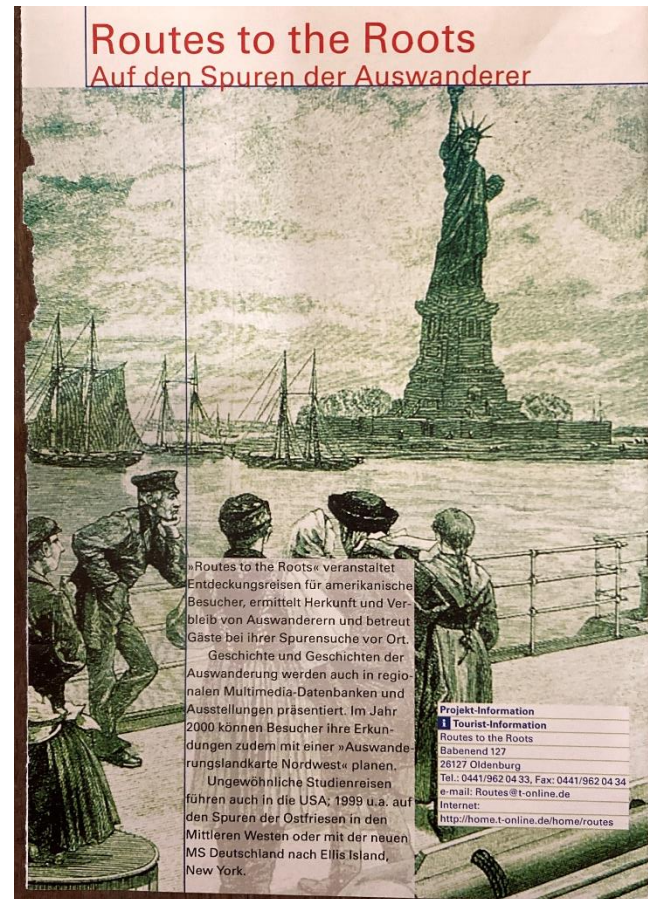 Routes to the Roots
Auf den Spuren der Auswanderer
»Routes to the Roots« veranstaltet
Entdeckungsreisen für amerikanische
Besucher, ermittelt Herkunft und Ver-
bleib von Auswanderern und betreut
Gäste bei ihrer Spurensuche vor Ort.
Geschichte und Geschichten der
Auswanderung werden auch in regio-
nalen Multimedia-Datenbanken und
Ausstellungen präsentiert. Im Jahr
2000 können Besucher ihre Erkun-
dungen zudem mit einer »Auswande-
rungslandkarte Nordwest« planen.
Ungewöhnliche Studienreisen
führen auch in die USA; 1999 u.a. auf
den Spuren der Ostfriesen in den
Mittleren Westen oder mit der neuen
MS Deutschland nach Ellis Island,
New York.
Projekt-Information
i Tourist-Information
Routes to the Roots
Babenend 127
26127 Oldenburg
Tel.: 0441/962 04 33, Fax: 0441/962 04 34
e-mail: Routes@t-online.de
Internet:
http://home.t-online.de/home/routes